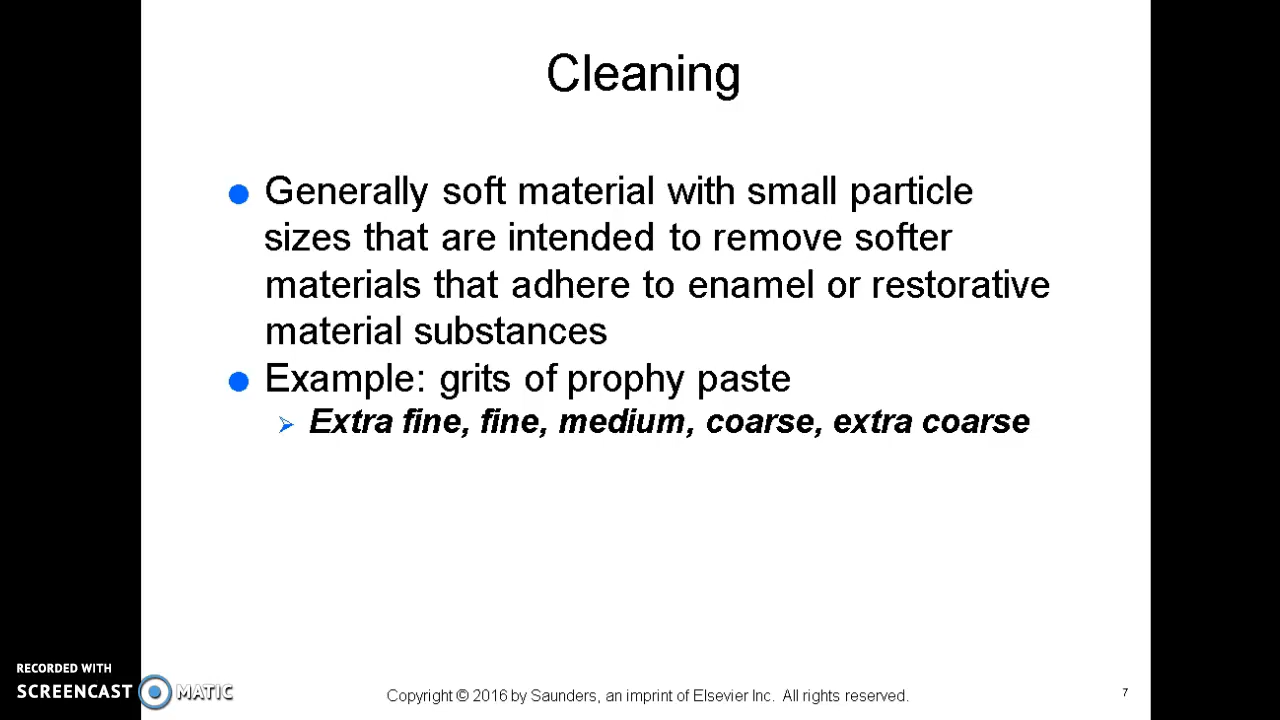 Cleaning
Generally soft material with small particle
sizes that are intended to remove softer
materials that adhere to enamel or restorative
material substances
Example: grits of prophy paste
Extra fine, fine, medium, coarse, extra coarse
RECORDED WITH
SCREENCAST MATIC
Copyright © 2016 by Saunders, an imprint of Elsevier Inc. All rights reserved.
7